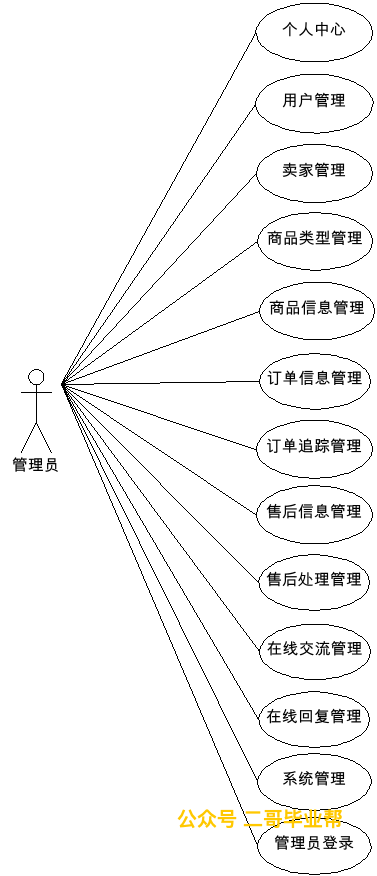 个人中心
用户管理
卖家管理
商品类型管理
商品信息管理
订单信息管理
订单追踪管理
管理员
售后信息管理
售后处理管理
在线交流管理
在线回复管理
系统管理
公众号 二哥毕业帮
管理员登录